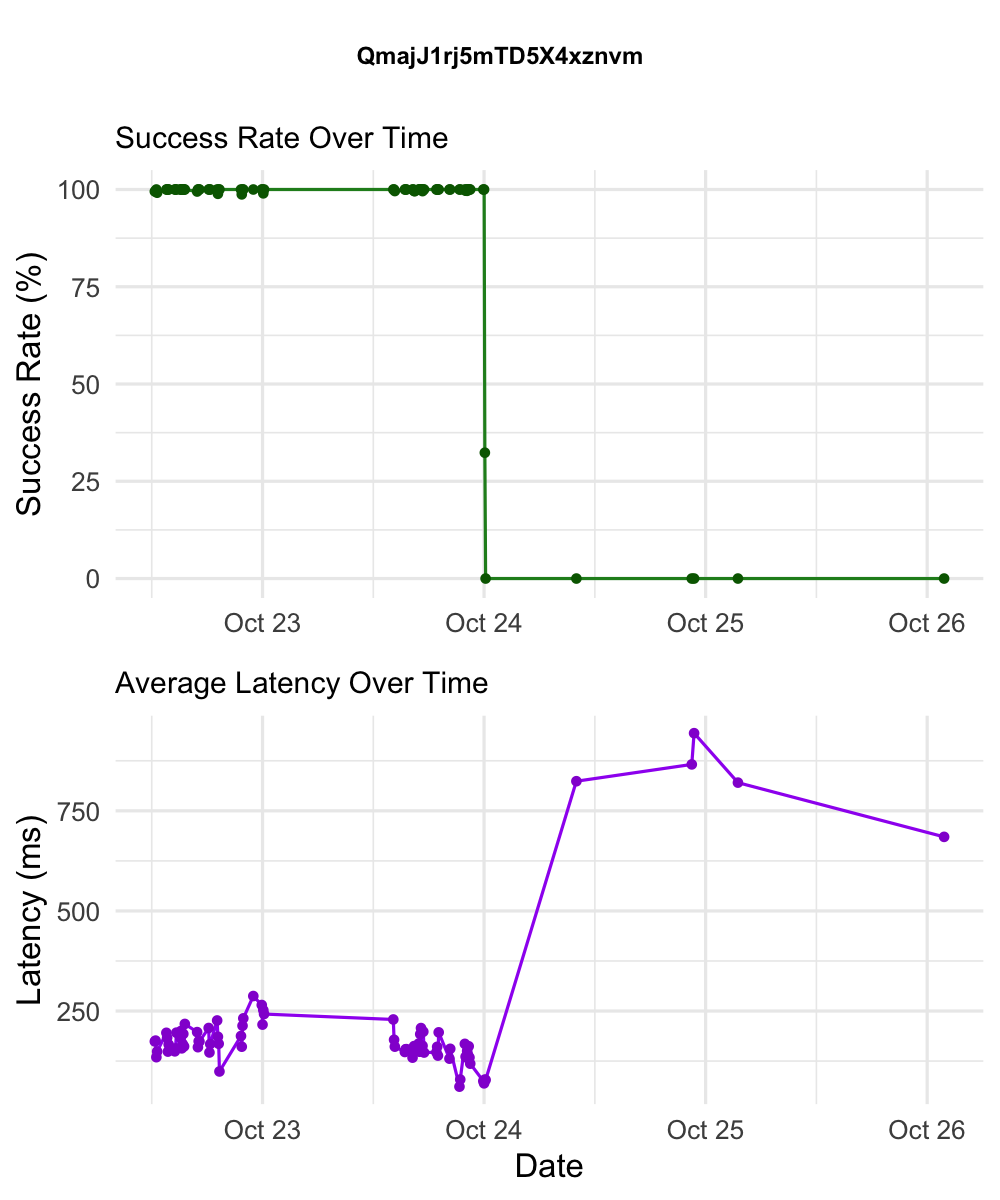 QmajJ1rj5mTD5X4xznvm
Success Rate Over Time
Success Rate (%)
100
75
50
25
0
Oct 23 Oct 24 Oct 25 Oct 26
Average Latency Over Time
Latency (ms)
750
500
250
Oct 23 Oct 24 Oct 25 Oct 26
Date